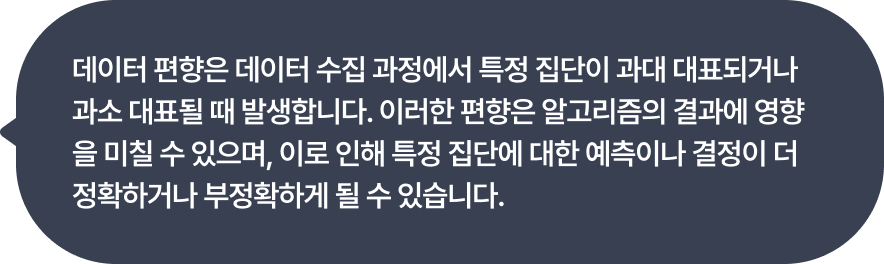 데이터 편향은 데이터 수집 과정에서 특정 집단이 과대 대표되거나
과소 대표될 때 발생합니다. 이러한 편향은 알고리즘의 결과에 영향
을 미칠 수 있으며, 이로 인해 특정 집단에 대한 예측이나 결정이 더
정확하거나 부정확하게 될 수 있습니다.